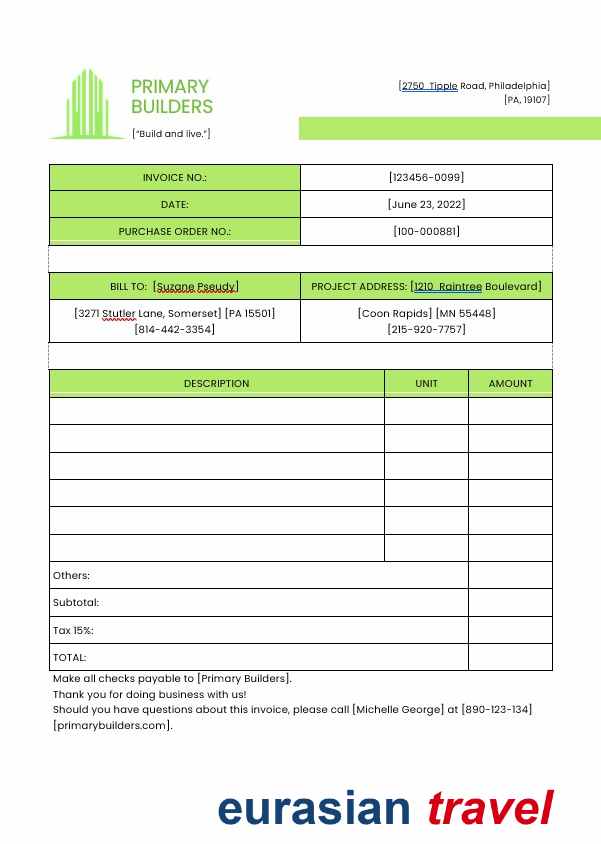 PRIMARY
BUILDERS
["Build and live."]
[2750 Tipple Road, Philadelphia]
[PA, 19107]
INVOICE NO.: [123456-0099]
DATE: [June 23, 2022]
PURCHASE ORDER NO.: [100-000881]
BILL TO: [Suzane Pseudy] PROJECT ADDRESS: [1210 Raintree Boulevard]
[3271 Stutler Lane, Somerset] [PA 15501] [Coon Rapids] [MN 55448]
[814-442-3354] [215-920-7757]
DESCRIPTION UNIT AMOUNT
Others:
Subtotal:
Tax 15%:
TOTAL:
Make all checks payable to [Primary Builders].
Thank you for doing business with us!
Should you have questions about this invoice, please call [Michelle George] at [890-123-134]
[primarybuilders.com].
eurasian travel